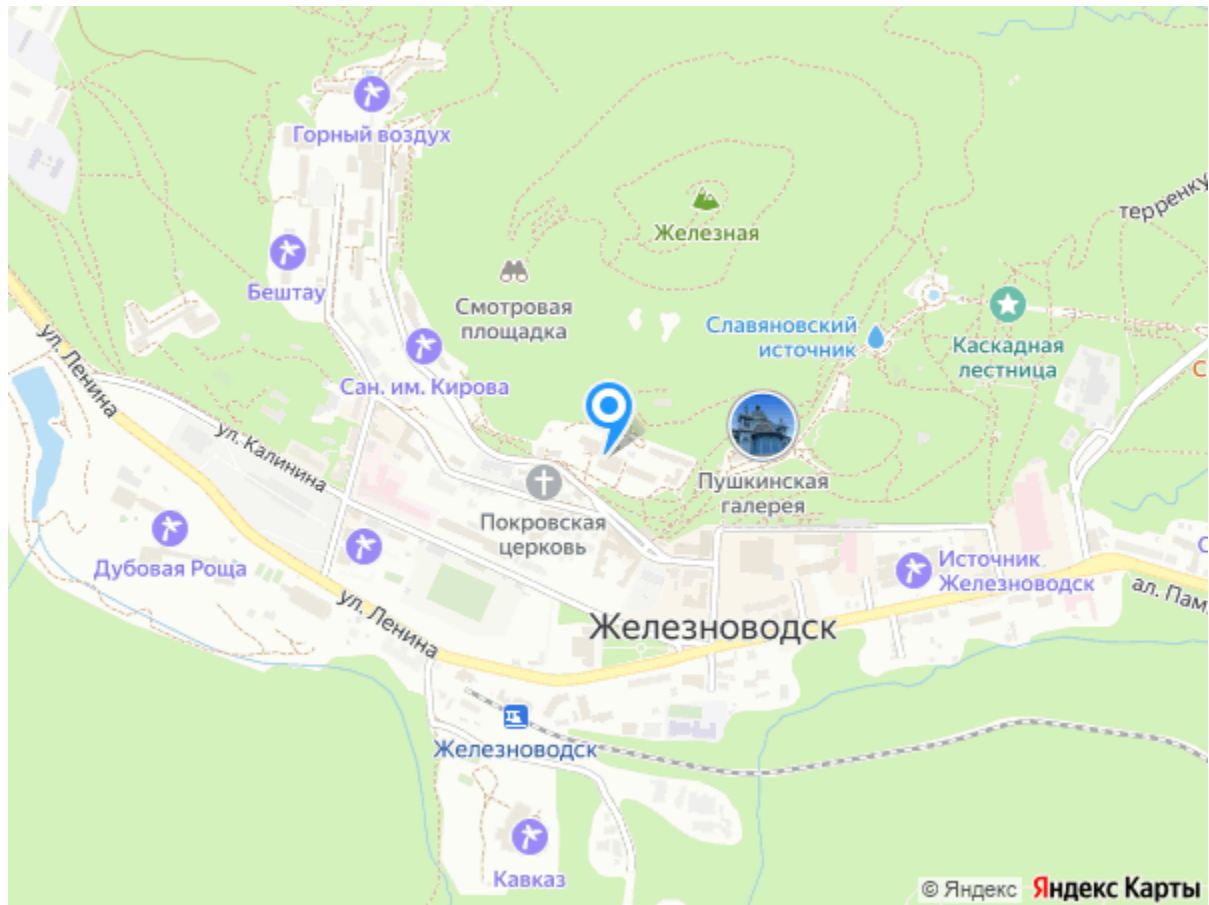 Горный воздух
терренку
Железная
Бештау
Смотровая
площадка
Славяновский
источник
Каскадная
лестница
С
ул. Ленина
Сан. им. Кирова
ул. Калинина
Пушкинская
галерея
Покровская
церковь
Дубовая Роща
Источник
Железноводск
С
ал. Пам
ул. Ленина
Железноводск
Железноводск
Кавказ
© Яндекс Яндекс Карты